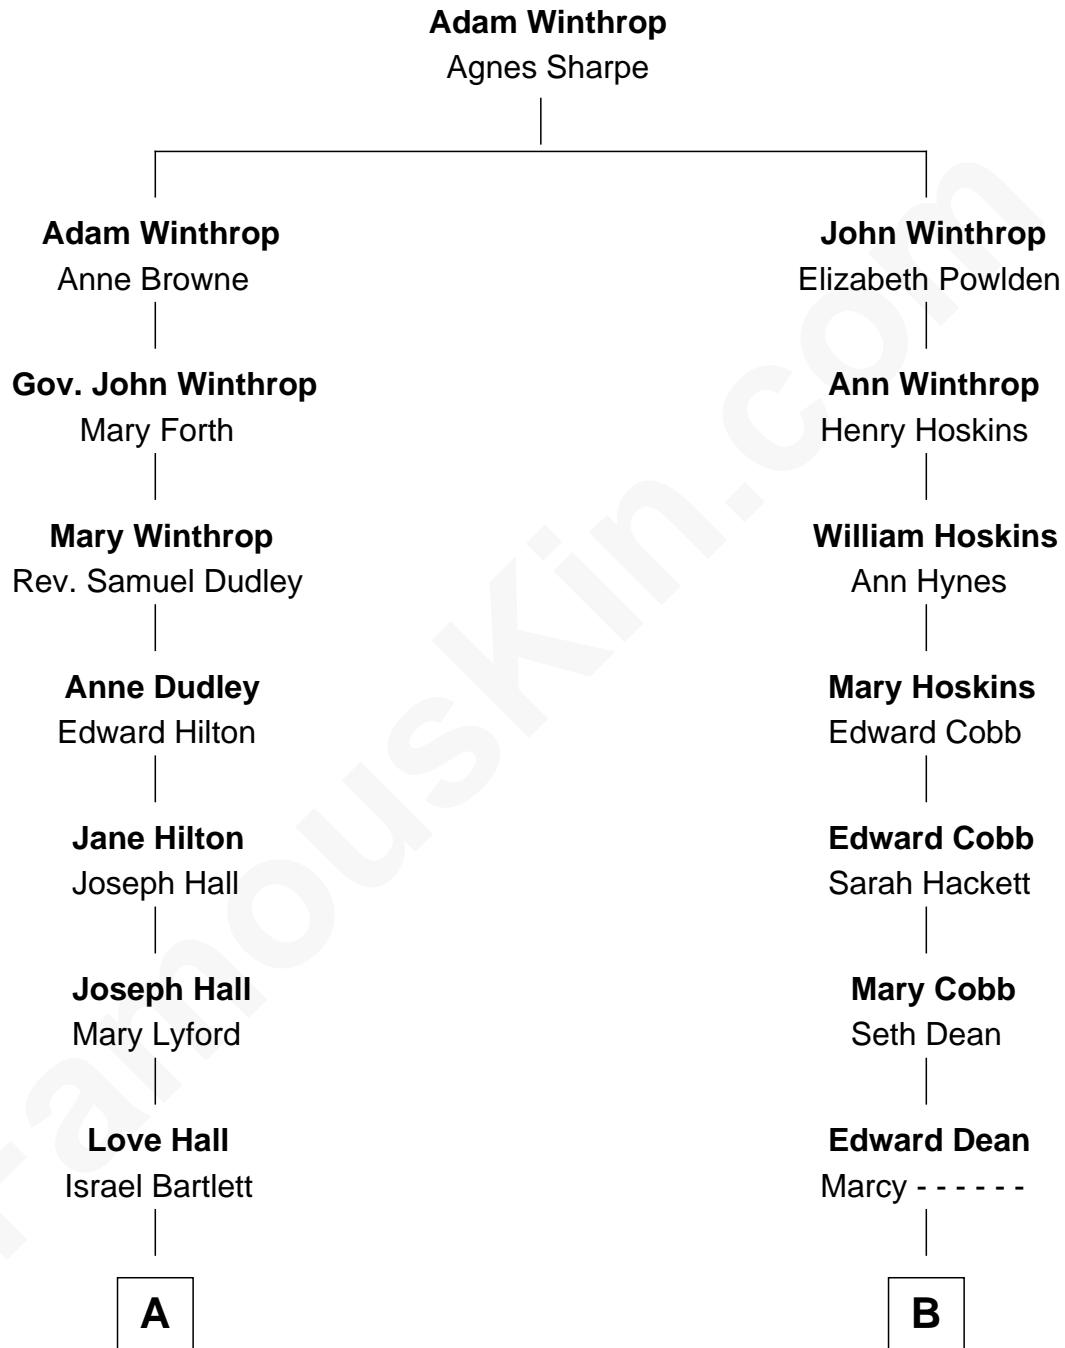 Adam Winthrop
Agnes Sharpe
Adam Winthrop
Anne Browne
John Winthrop
Elizabeth Powlden
Gov. John Winthrop
Mary Forth
Ann Winthrop
Henry Hoskins
Mary Winthrop
Rev. Samuel Dudley
William Hoskins
Ann Hynes
Anne Dudley
Edward Hilton
Mary Hoskins
Edward Cobb
Jane Hilton
Joseph Hall
Edward Cobb
Sarah Hackett
Joseph Hall
Mary Lyford
Mary Cobb
Seth Dean
Love Hall
Israel Bartlett
Edward Dean
Marcy - - - - - -
A
B
FamousKin.com